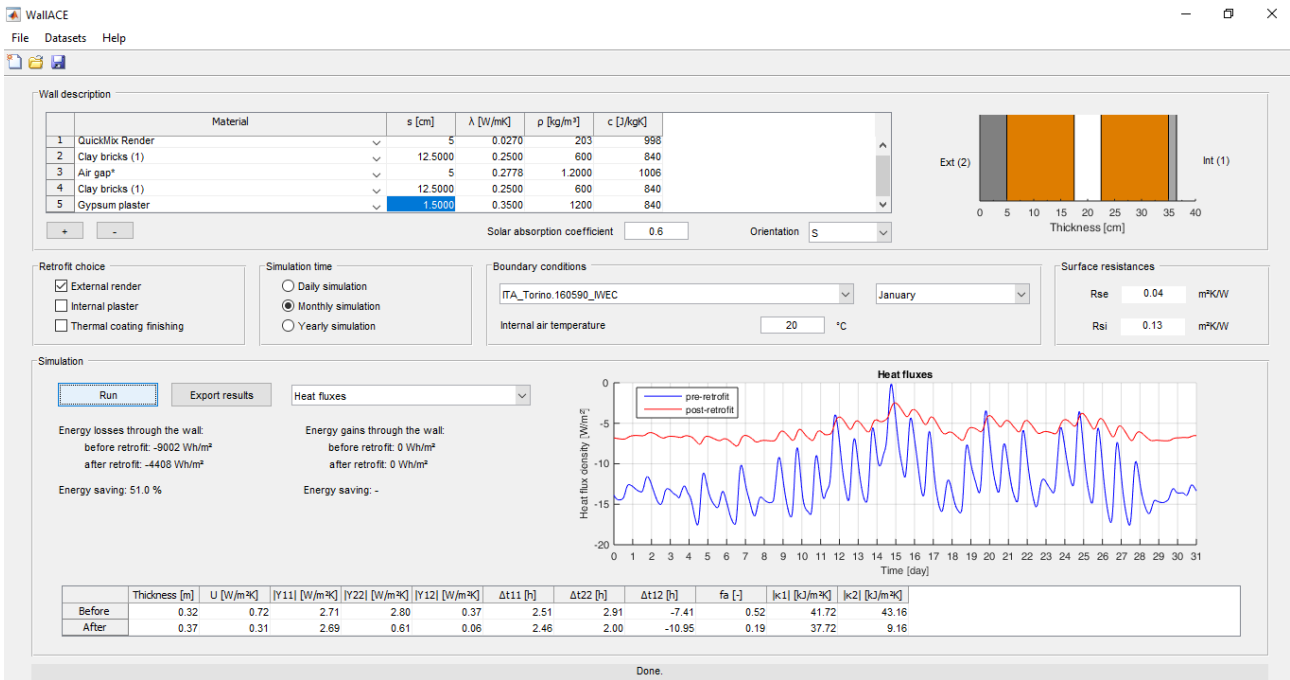 WallACE
File Datasets Help
Wall description
Material s [cm] λ [W/mK] ρ [kg/m³] c [J/kgK]
1 QuickMix Render 5 0.0270 203 998
2 Clay bricks (1) 12.5000 0.2500 600 840
3 Air gap* 5 0.2778 1.2000 1006
4 Clay bricks (1) 12.5000 0.2500 600 840
5 Gypsum plaster 1.5000 0.3500 1200 840
+ -
Solar absorption coefficient 0.6 Orientation S
Ext (2) Int (1)
0 5 10 15 20 25 30 35 40
Thickness [cm]
Retrofit choice
External render
Internal plaster
Thermal coating finishing
Simulation time
Daily simulation
Monthly simulation
Yearly simulation
Boundary conditions
ITA_Torino.160590_IWEC January
Internal air temperature 20 °C
Surface resistances
Rse 0.04 m²K/W
Rsi 0.13 m²K/W
Simulation
Run Export results Heat fluxes
Energy losses through the wall:
before retrofit: -9002 Wh/m²
after retrofit: -4408 Wh/m²
Energy saving: 51.0 %
Energy gains through the wall:
before retrofit: 0 Wh/m²
after retrofit: 0 Wh/m²
Energy saving: -
Heat fluxes
pre-retrofit
post-retrofit
Heat flux density [W/m²]
0
-5
-10
-15
-20
0 1 2 3 4 5 6 7 8 9 10 11 12 13 14 15 16 17 18 19 20 21 22 23 24 25 26 27 28 29 30 31
Time [day]
Thickness [m] U [W/m²K] |Y11| [W/m²K] |Y22| [W/m²K] |Y12| [W/m²K] Δt11 [h] Δt22 [h] Δt12 [h] fa [-] |κ1| [kJ/m²K] |κ2| [kJ/m²K]
Before 0.32 0.72 2.71 2.80 0.37 2.51 2.91 -7.41 0.52 41.72 43.16
After 0.37 0.31 2.69 0.61 0.06 2.46 2.00 -10.95 0.19 37.72 9.16
Done.